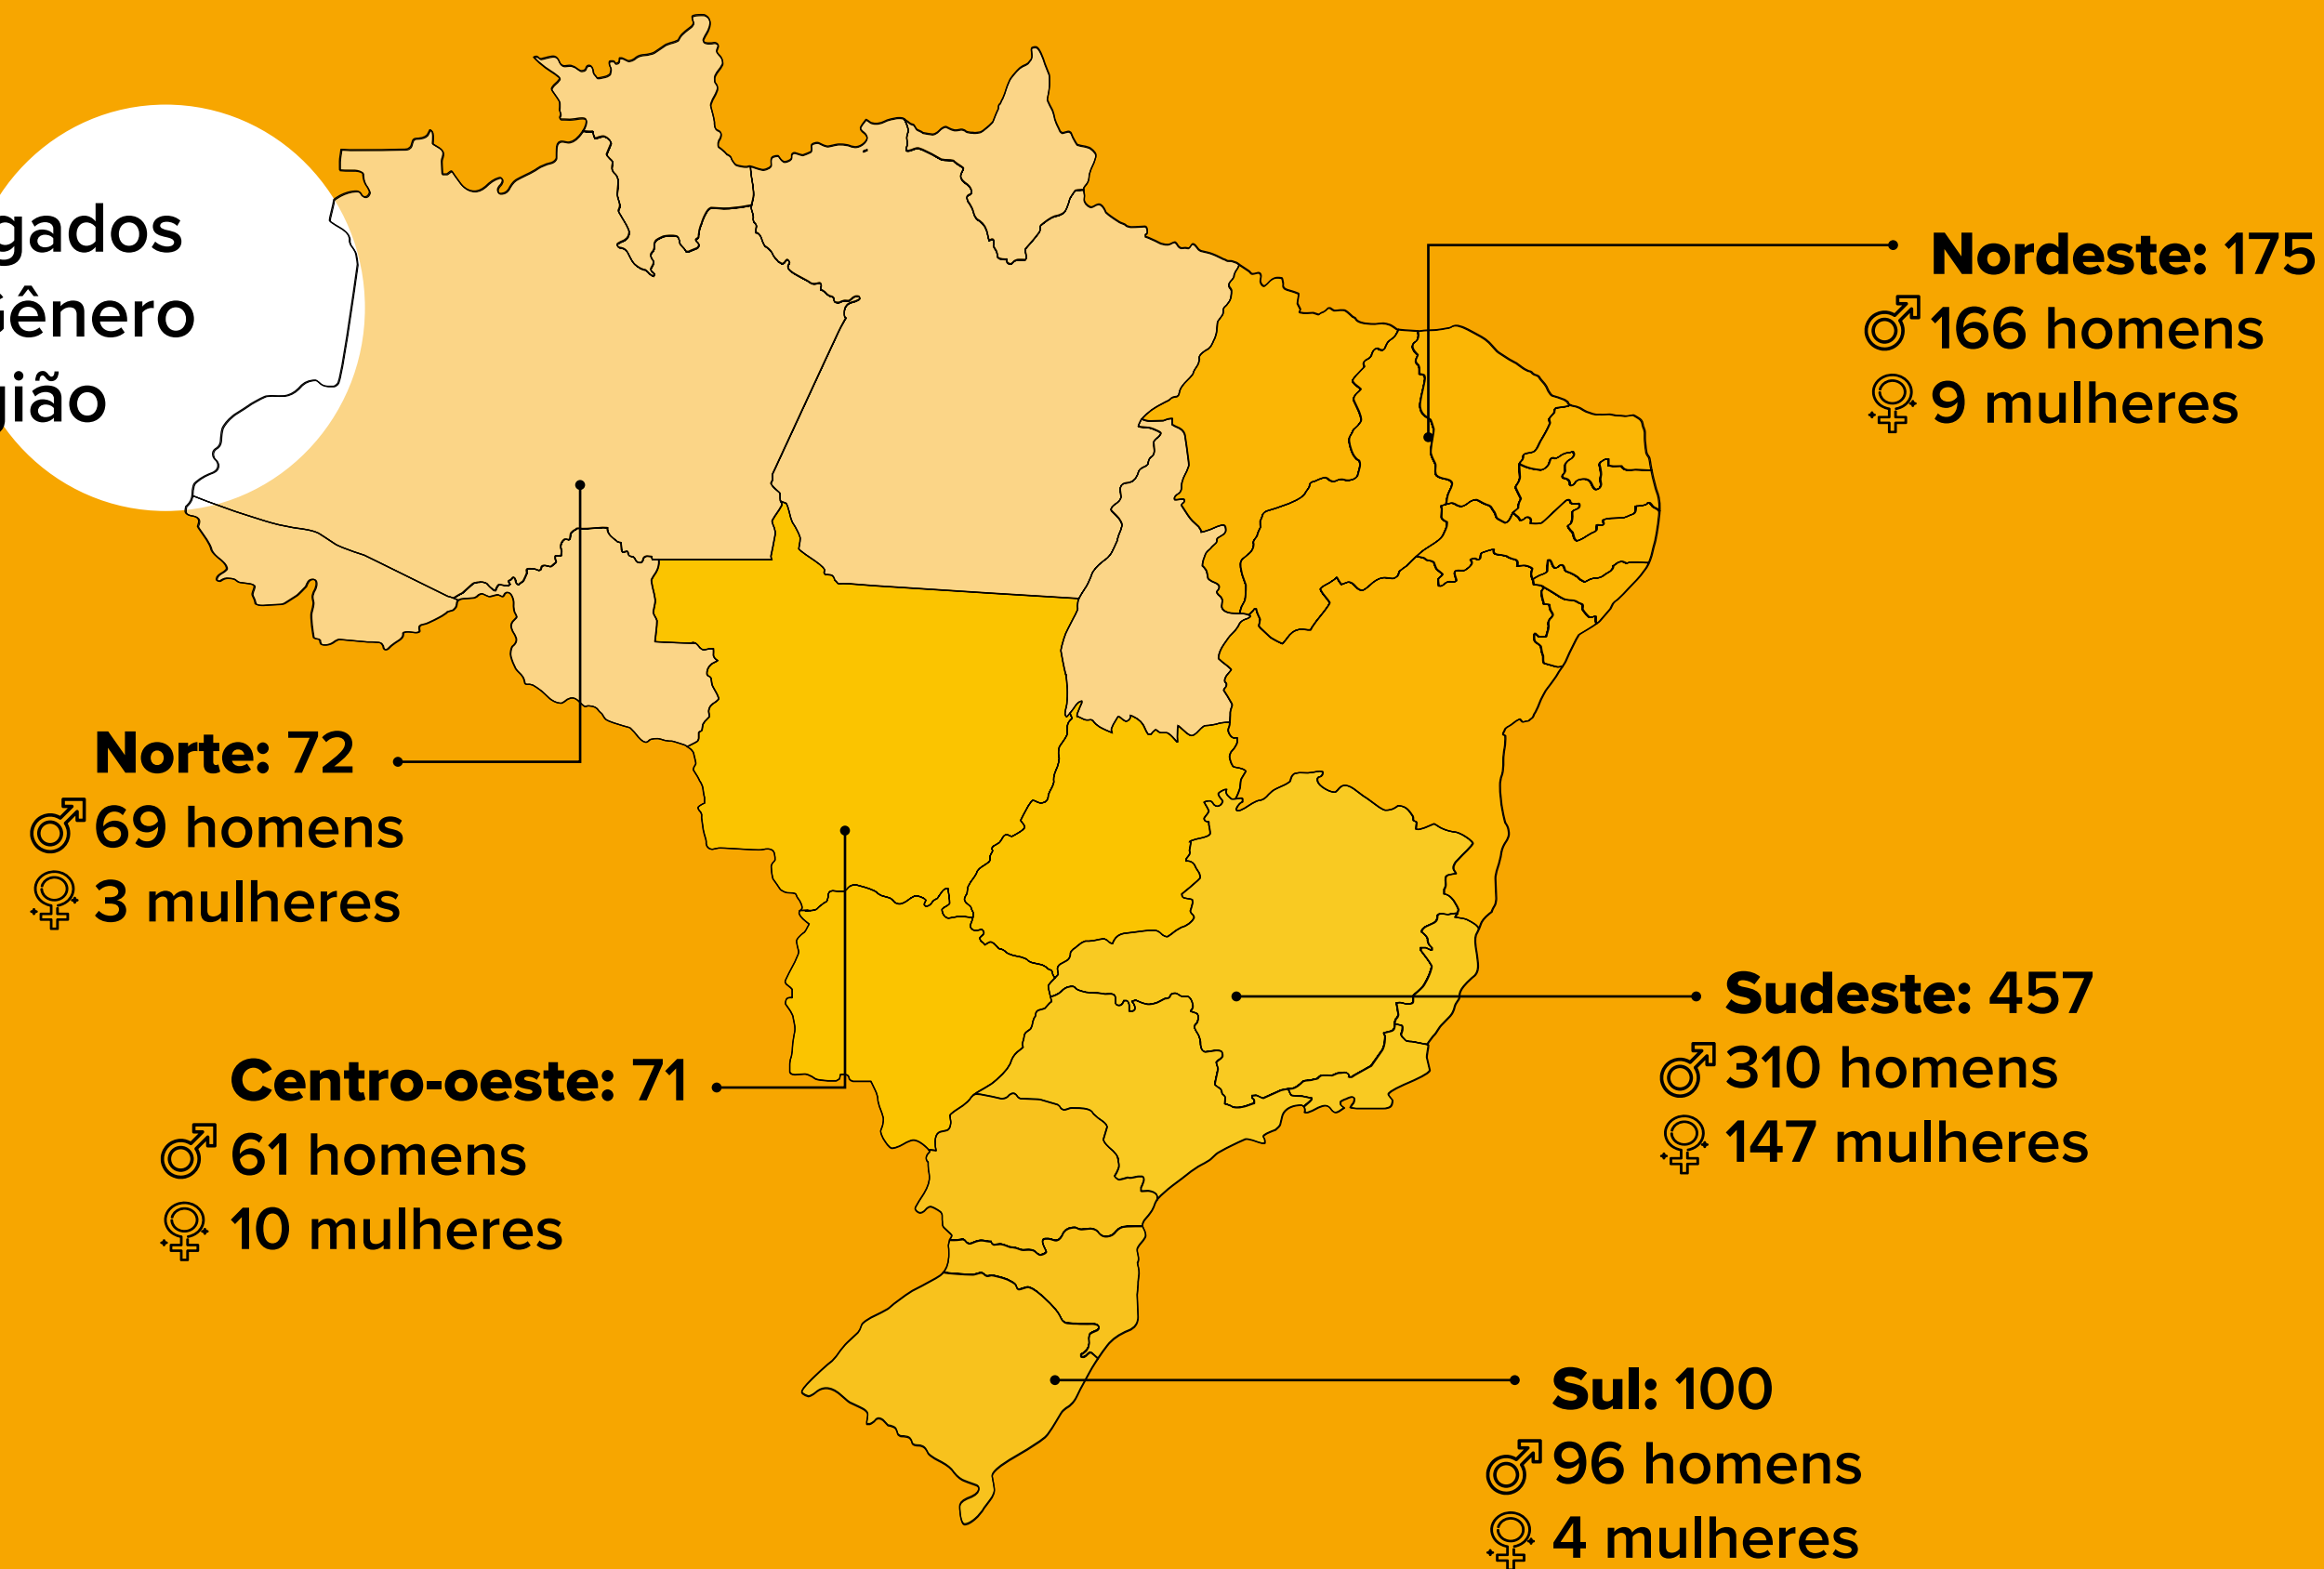 gados
Gênero
gião
Nordeste: 175
166 homens
9 mulheres
Norte: 72
69 homens
3 mulheres
Sudeste: 457
310 homens
147 mulheres
Centro-oeste: 71
61 homens
10 mulheres
Sul: 100
96 homens
4 mulheres